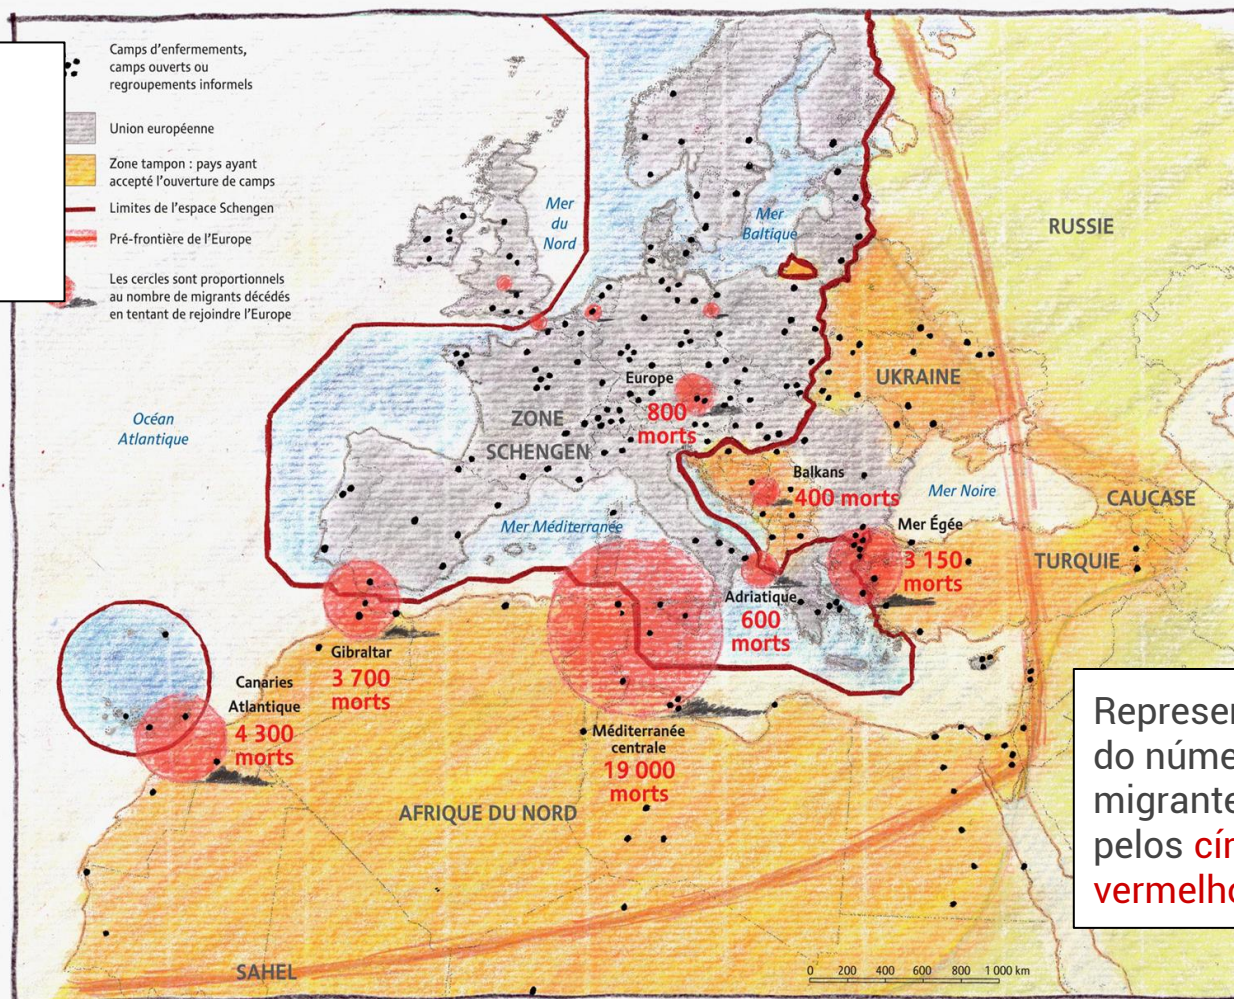 Camps d'enfermements,
camps ouverts ou
regroupements informels
Union européenne
Zone tampon : pays ayant
accepté l'ouverture de camps
Limites de l'espace Schengen
Pré-frontière de l'Europe
Les cercles sont proportionnels
au nombre de migrants décédés
en tentant de rejoindre l'Europe
Mer
du
Nord
Mer
Baltique
RUSSIE
Océan
Atlantique
ZONE
SCHENGEN
Europe
800
morts
UKRAINE
Balkans
400 morts
Mer Noire
CAUCASE
Mer Méditerranée
Mer Égée
3 150
morts
TURQUIE
Adriatique
600
morts
Gibraltar
3 700
morts
Canaries
Atlantique
4 300
morts
Méditerranée
centrale
19 000
morts
AFRIQUE DU NORD
SAHEL
0 200 400 600 800 1 000 km
do
pelos